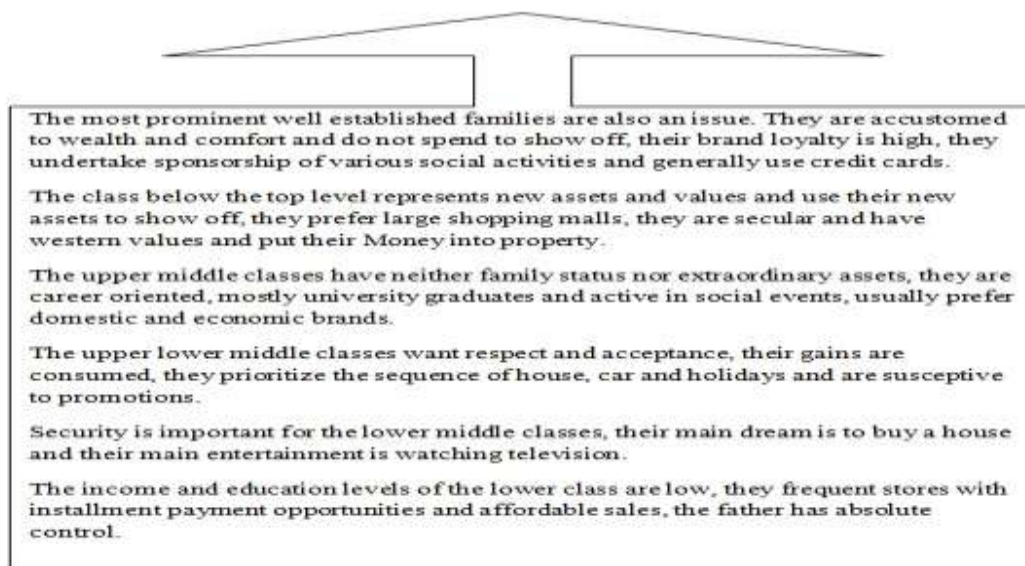 The most prominent well established families are also an issue. They are accustomed
to wealth and comfort and do not spend to show off, their brand loyalty is high, they
undertake sponsorship of various social activities and generally use credit cards.
The class below the top level represents new assets and values and use their new
assets to show off, they prefer large shopping malls, they are secular and have
western values and put their Money into property.
The upper middle classes have neither family status nor extraordinary assets, they are
career oriented, mostly university graduates and active in social events, usually prefer
domestic and economic brands.
The upper lower middle classes want respect and acceptance, their gains are
consumed, they prioritize the sequence of house, car and holidays and are susceptive
to promotions.
Security is important for the lower middle classes, their main dream is to buy a house
and their main entertainment is watching television.
The income and education levels of the lower class are low, they frequent stores with
installment payment opportunities and affordable sales, the father has absolute
control.